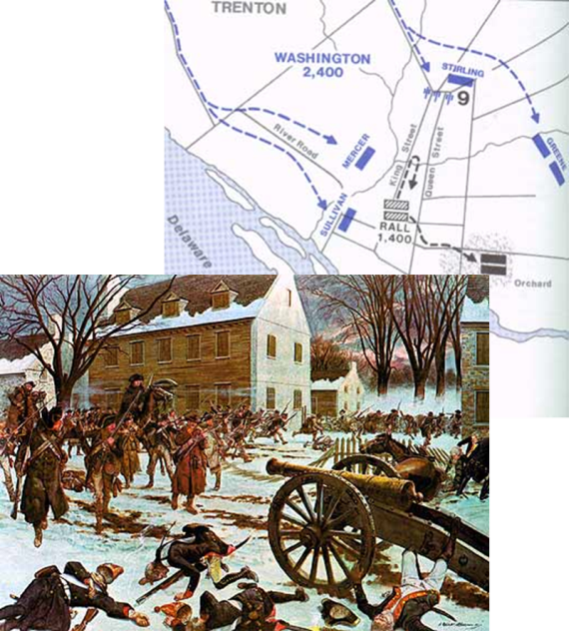 TRENTON
WASHINGTON
2,400
STIRLING
9
GREENE
River Road
MERCER
King Street
Queen Street
SULLIVAN
RALL
1,400
Delaware
Orchard